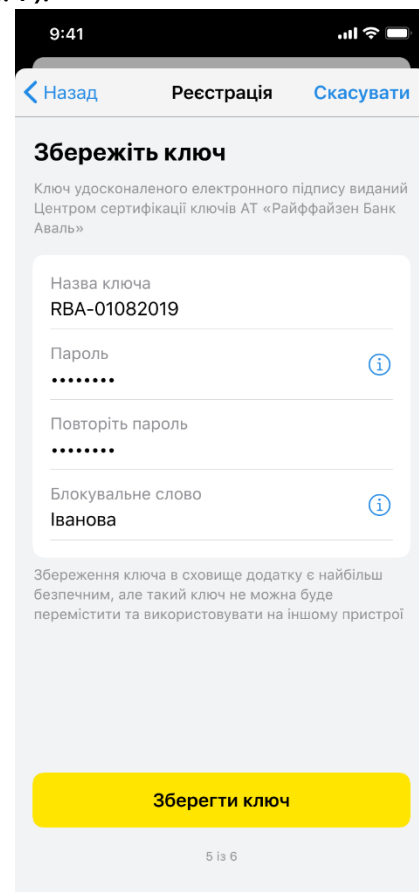 9:41
Назад Реєстрація Скасувати
Збережіть ключ
Ключ удосконаленого електронного підпису виданий
Центром сертифікації ключів АТ «Райффайзен Банк
Аваль»
Назва ключа
RBA-01082019
Пароль
••••••••
Повторіть пароль
••••••••
Блокувальне слово
Іванова
Збереження ключа в сховище додатку є найбільш
безпечним, але такий ключ не можна буде
перемістити та використовувати на іншому пристрої
Зберегти ключ
5 із 6